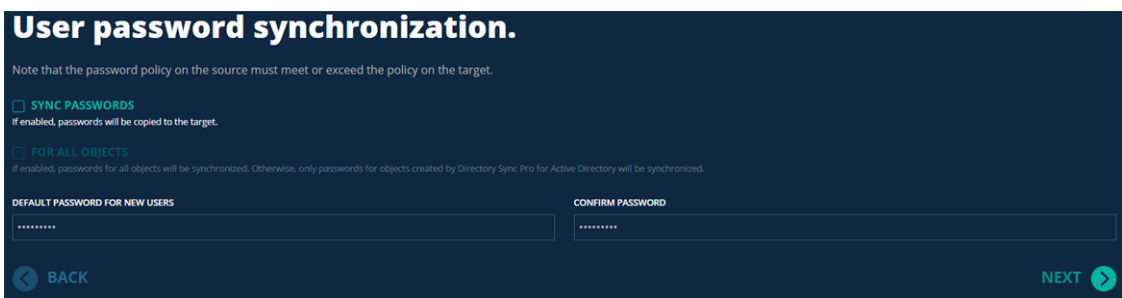 User password synchronization.
Note that the password policy on the source must meet or exceed the policy on the target.
SYNC PASSWORDS
If enabled, passwords will be copied to the target.
FOR ALL OBJECTS
If enabled, passwords for all objects will be synchronized. Otherwise, only passwords for objects created by Directory Sync Pro for Active Directory will be synchronized.
DEFAULT PASSWORD FOR NEW USERS
CONFIRM PASSWORD
•••••••••
•••••••••
BACK
NEXT